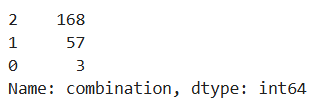 2    168
1     57
0      3
Name: combination, dtype: int64